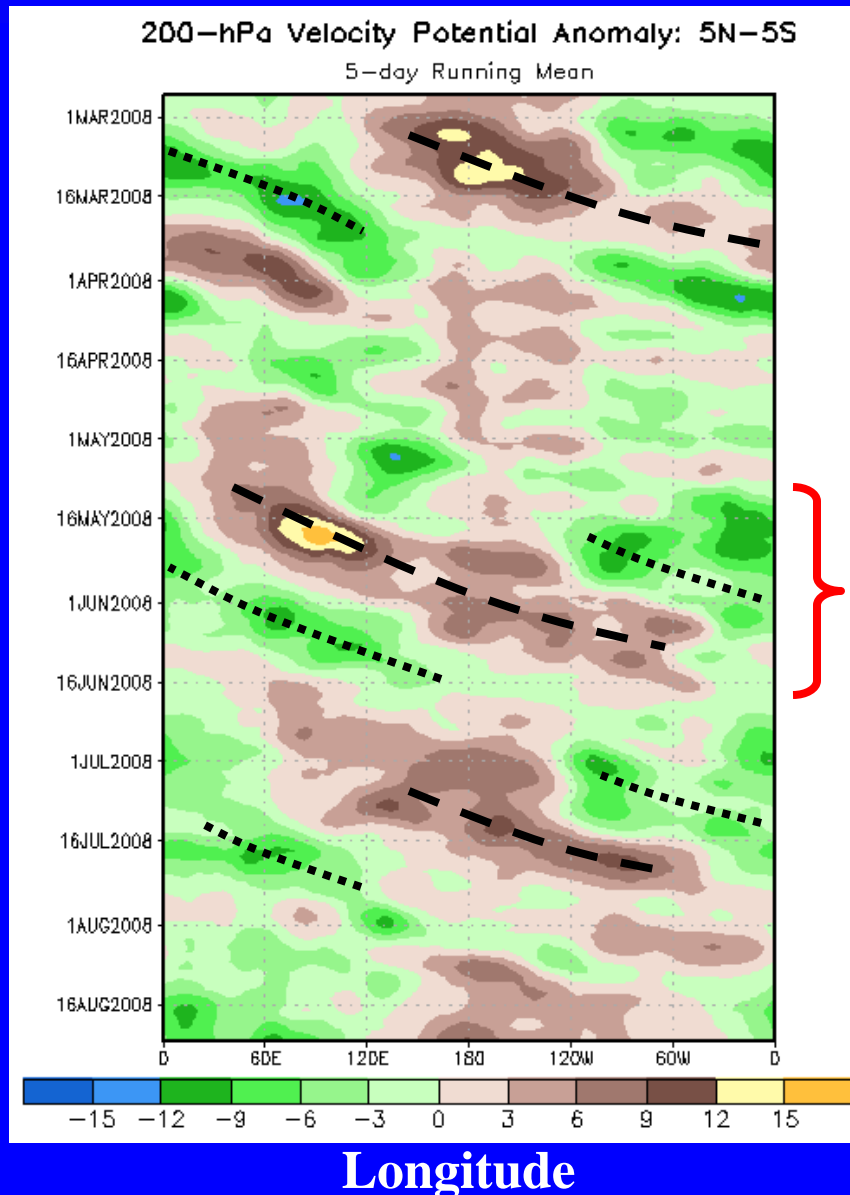 200-hPa Velocity Potential Anomaly: 5N-5S
5-day Running Mean
1MAR2008
16MAR2008
1APR2008
16APR2008
1MAY2008
16MAY2008
1JUN2008
16JUN2008
1JUL2008
16JUL2008
1AUG2008
16AUG2008
0 60E 120E 180 120W 60W 0
-15 -12 -9 -6 -3 0 3 6 9 12 15
Longitude